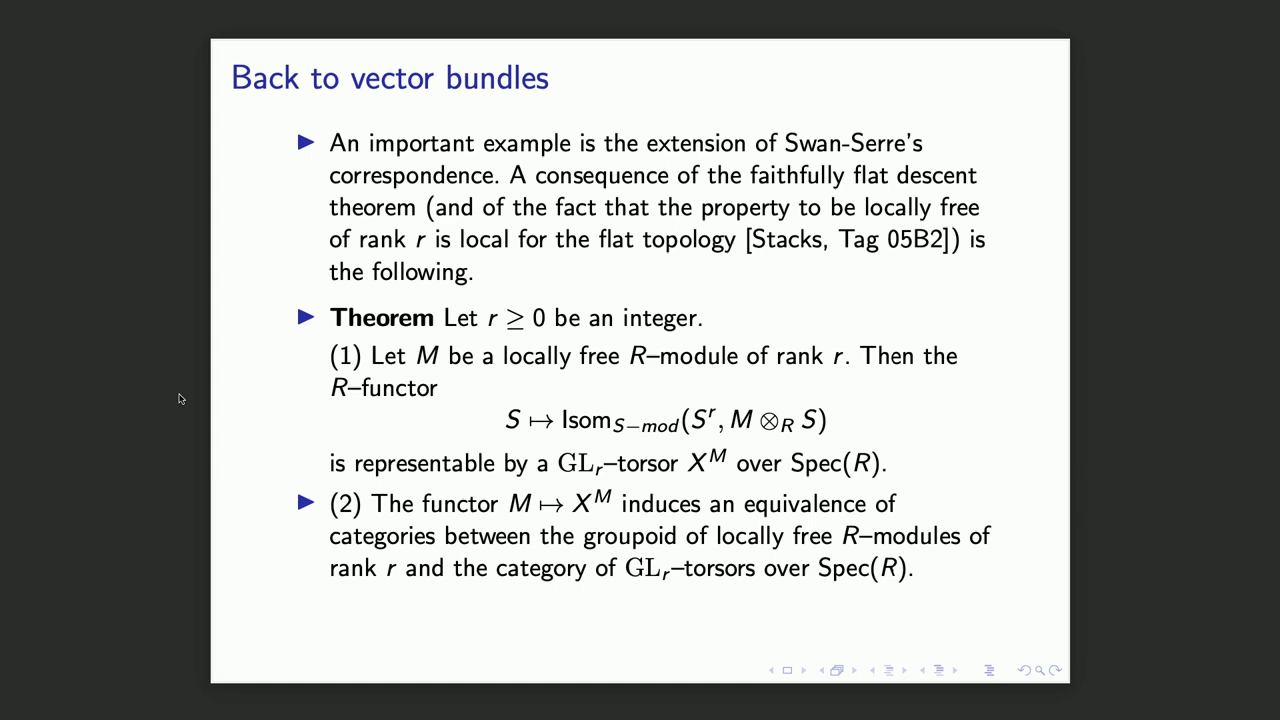 Back to vector bundles
▶ An important example is the extension of Swan-Serre's
correspondence. A consequence of the faithfully flat descent
theorem (and of the fact that the property to be locally free
of rank r is local for the flat topology [Stacks, Tag 05B2]) is
the following.
▶ Theorem Let r ≥ 0 be an integer.
(1) Let M be a locally free R–module of rank r. Then the
R–functor
S ↦ Isom_{S−mod}(S^r, M ⊗_R S)
is representable by a GL_r–torsor X^M over Spec(R).
▶ (2) The functor M ↦ X^M induces an equivalence of
categories between the groupoid of locally free R–modules of
rank r and the category of GL_r–torsors over Spec(R).